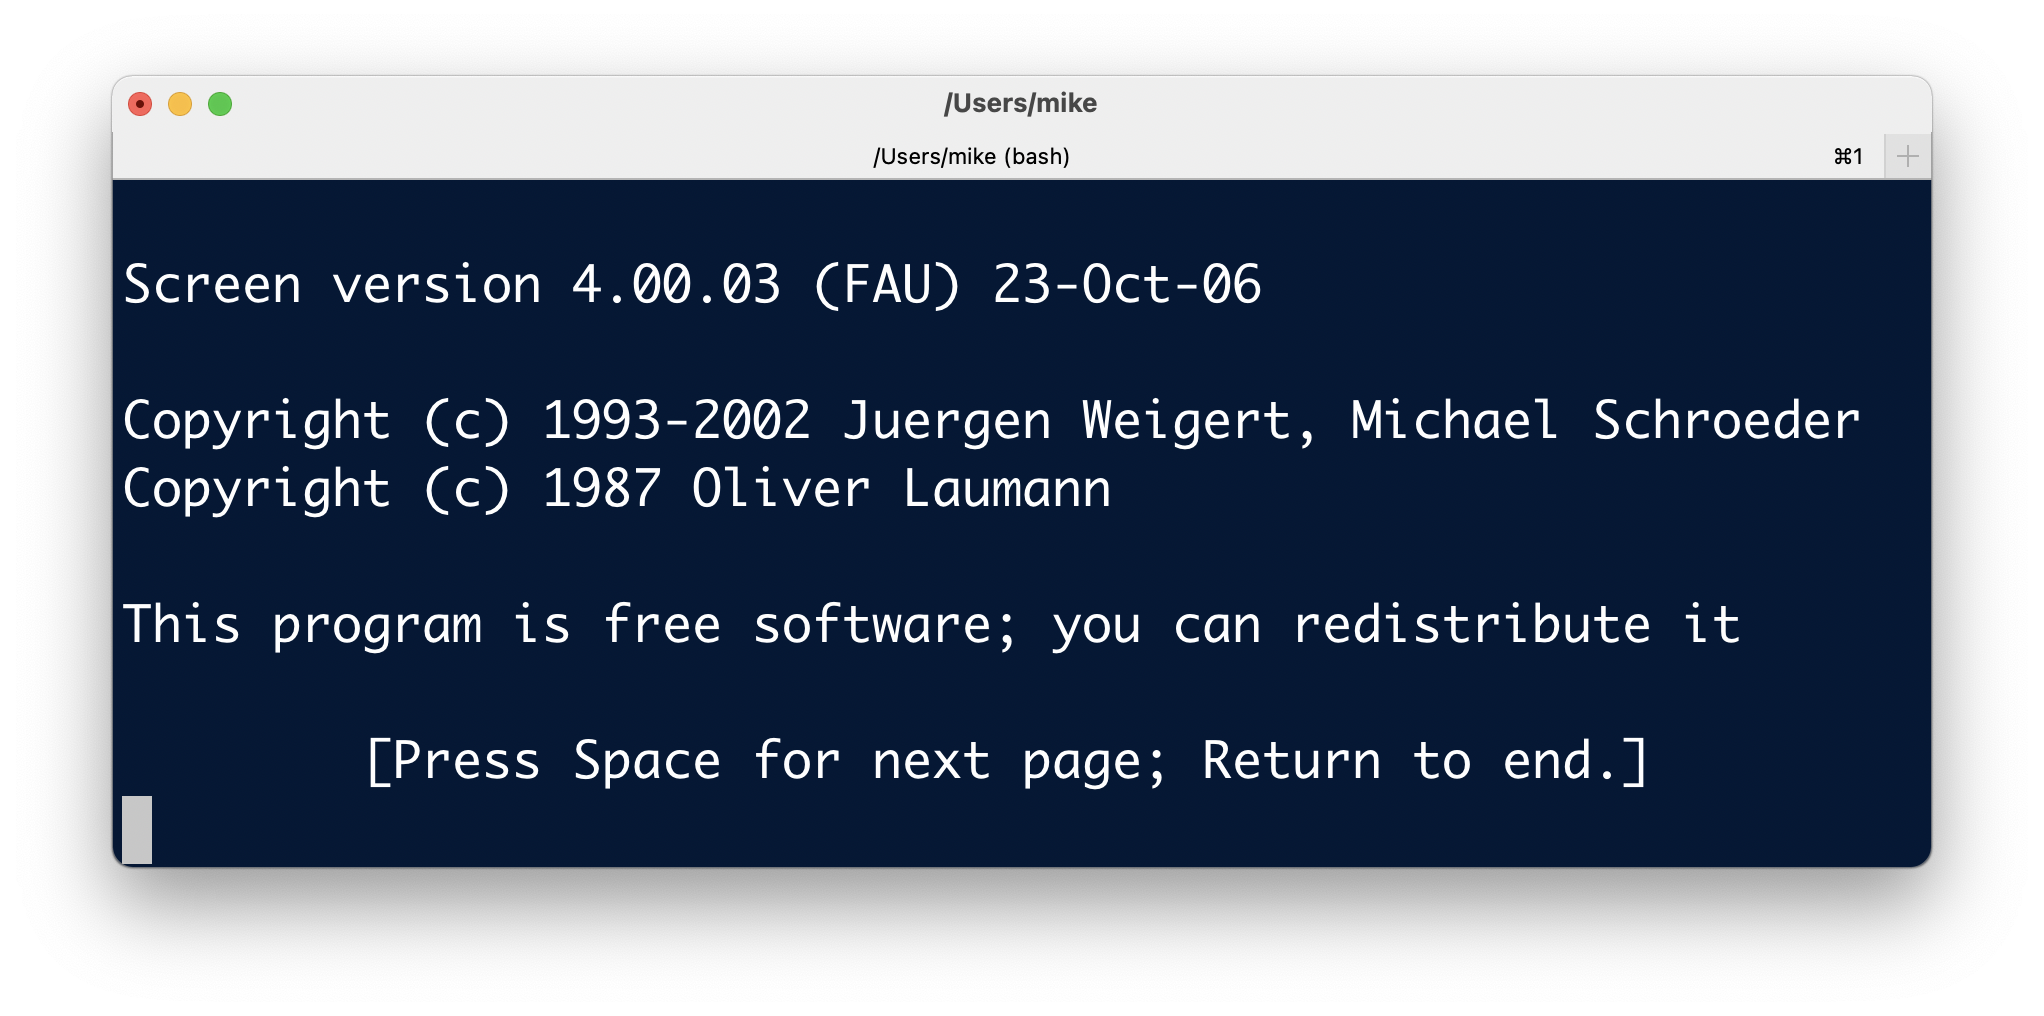 /Users/mike
/Users/mike (bash) ⌘1
Screen version 4.00.03 (FAU) 23-Oct-06
Copyright (c) 1993-2002 Juergen Weigert, Michael Schroeder
Copyright (c) 1987 Oliver Laumann
This program is free software; you can redistribute it
[Press Space for next page; Return to end.]